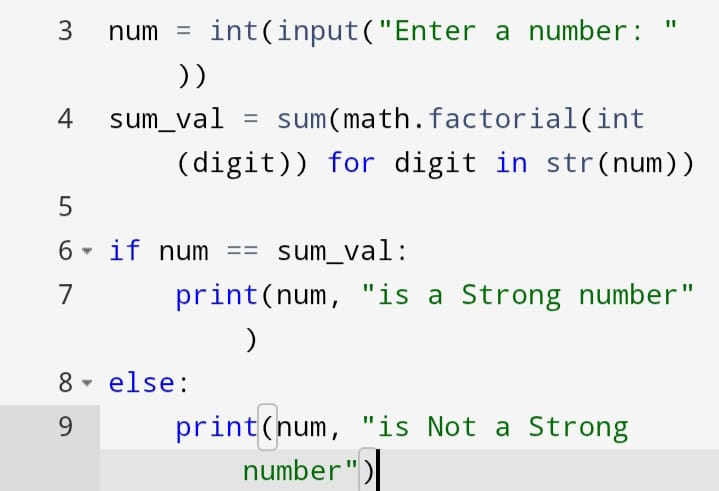 3 num = int(input("Enter a number: "
))
4 sum_val = sum(math.factorial(int
(digit)) for digit in str(num))
5
6 if num == sum_val:
7 print(num, "is a Strong number"
)
8 else:
9 print(num, "is Not a Strong
number")